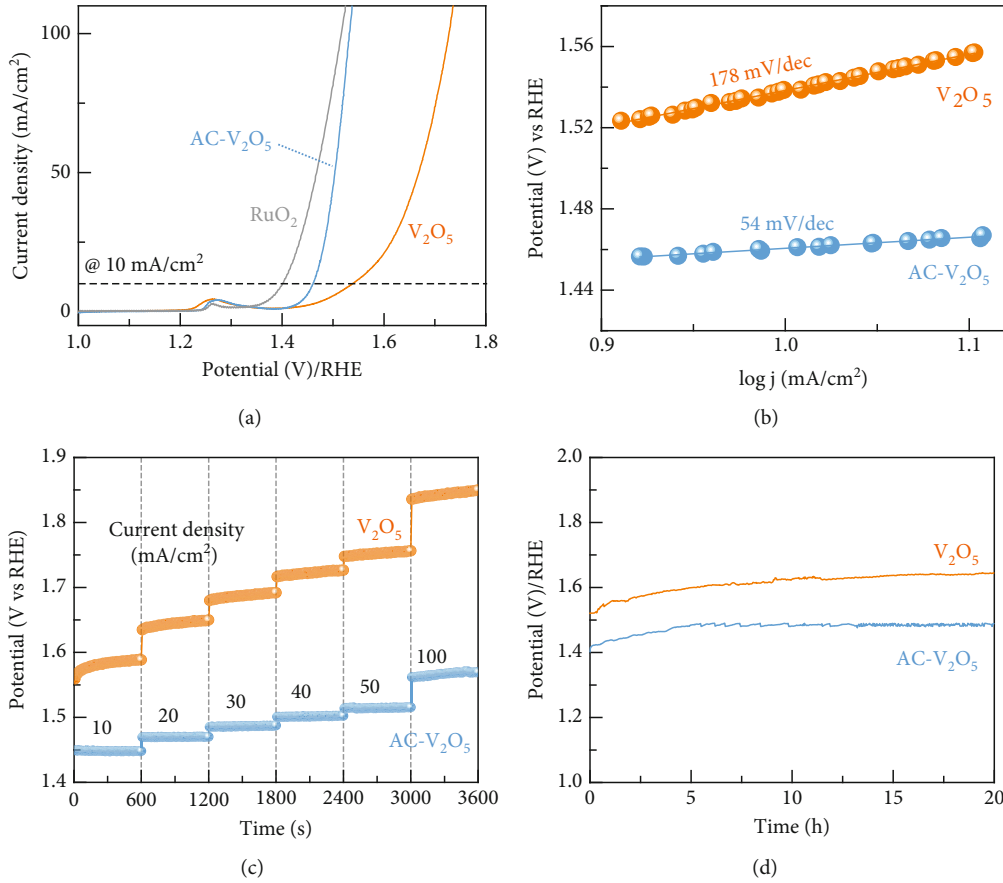 100
50
0
Current density (mA/cm²)
AC-V₂O₅
RuO₂
V₂O₅
@ 10 mA/cm²
1.0 1.2 1.4 1.6 1.8
Potential (V)/RHE
(a)
1.56
1.52
1.48
1.44
Potential (V) vs RHE
178 mV/dec
V₂O₅
54 mV/dec
AC-V₂O₅
0.9 1.0 1.1
log j (mA/cm²)
(b)
1.9
1.8
1.7
1.6
1.5
1.4
Potential (V vs RHE)
Current density
(mA/cm²)
V₂O₅
10 20 30 40 50 100
AC-V₂O₅
0 600 1200 1800 2400 3000 3600
Time (s)
(c)
2.0
1.8
1.6
1.4
1.2
1.0
Potential (V)/RHE
V₂O₅
AC-V₂O₅
0 5 10 15 20
Time (h)
(d)